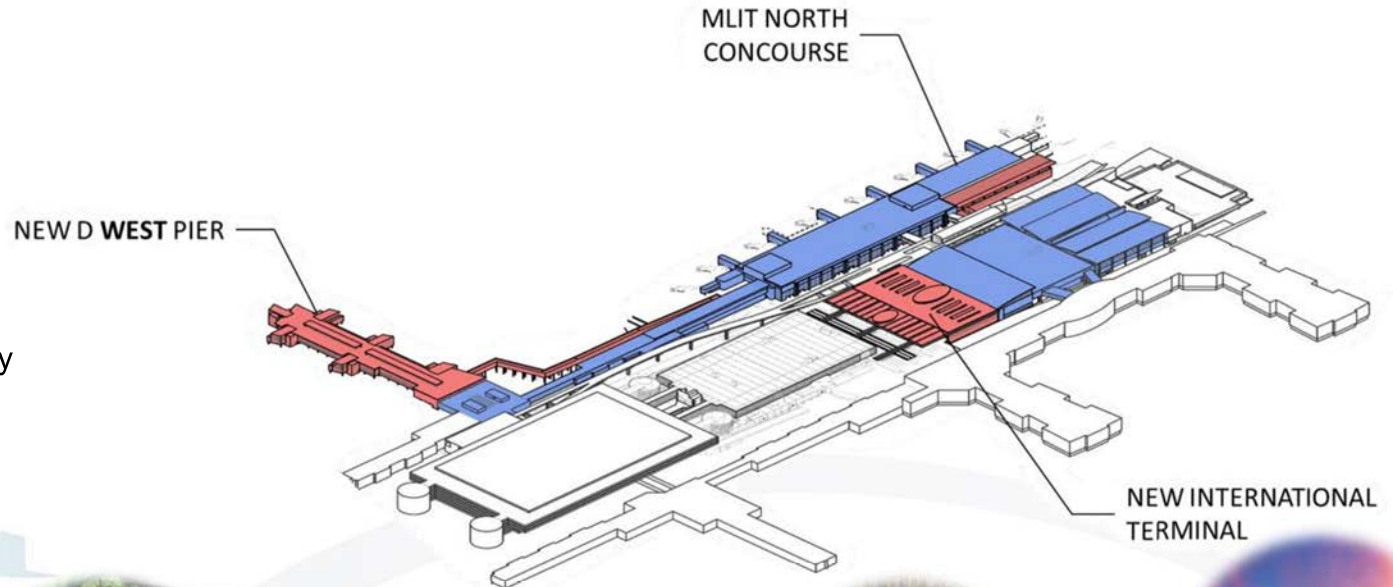 MLIT NORTH
CONCOURSE
NEW D WEST PIER
y
NEW INTERNATIONAL
TERMINAL